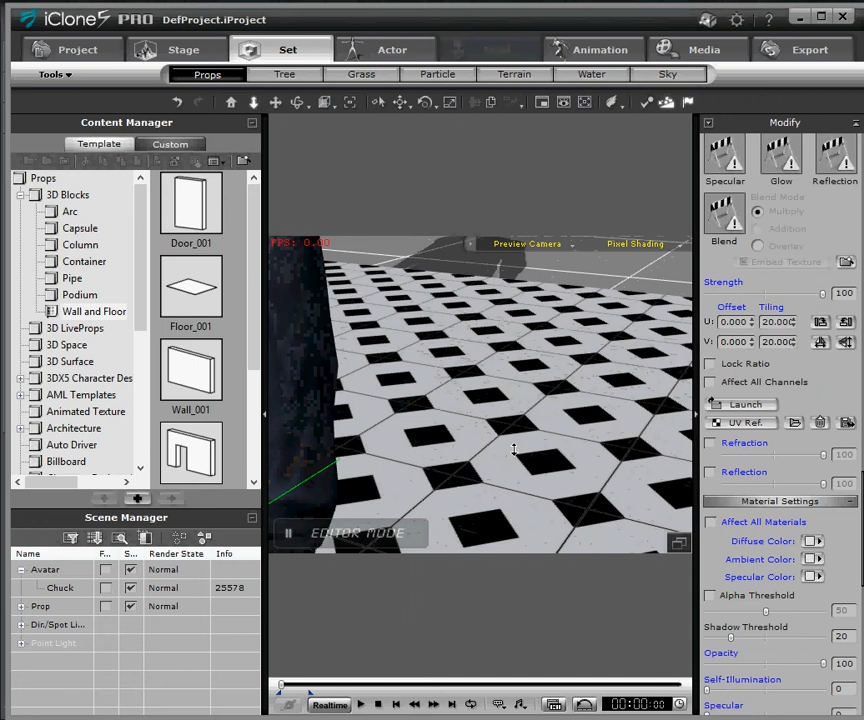 iClone5 PRO DefProject.iProject
Project Stage Set Actor Animation Media Export
Tools Props Tree Grass Particle Terrain Water Sky
Content Manager
Template Custom
Props
3D Blocks
Arc
Capsule
Column
Container
Pipe
Podium
Wall and Floor
3D LiveProps
3D Space
3D Surface
3DX5 Character Des
AML Templates
Animated Texture
Architecture
Auto Driver
Billboard
Door_001
Floor_001
Wall_001
Scene Manager
Name F... S... Render State Info
Avatar Normal
Chuck Normal 25578
Prop Normal
Dir./Spot Li... Normal
Point Light Normal
FPS: 0.00 Preview Camera Pixel Shading
EDITOR MODE
Realtime 00:00:00
Modify
Specular Glow Reflection
Blend Mode
Multiply
Addition
Overlay
Blend
Embed Texture
Strength
100
Offset Tiling
U: 0.000 20.000
V: 0.000 20.000
Lock Ratio
Affect All Channels
Launch
UV Ref.
Refraction
100
Reflection
100
Material Settings
Affect All Materials
Diffuse Color:
Ambient Color:
Specular Color:
Alpha Threshold
50
Shadow Threshold
20
Opacity
100
Self-Illumination
0
Specular